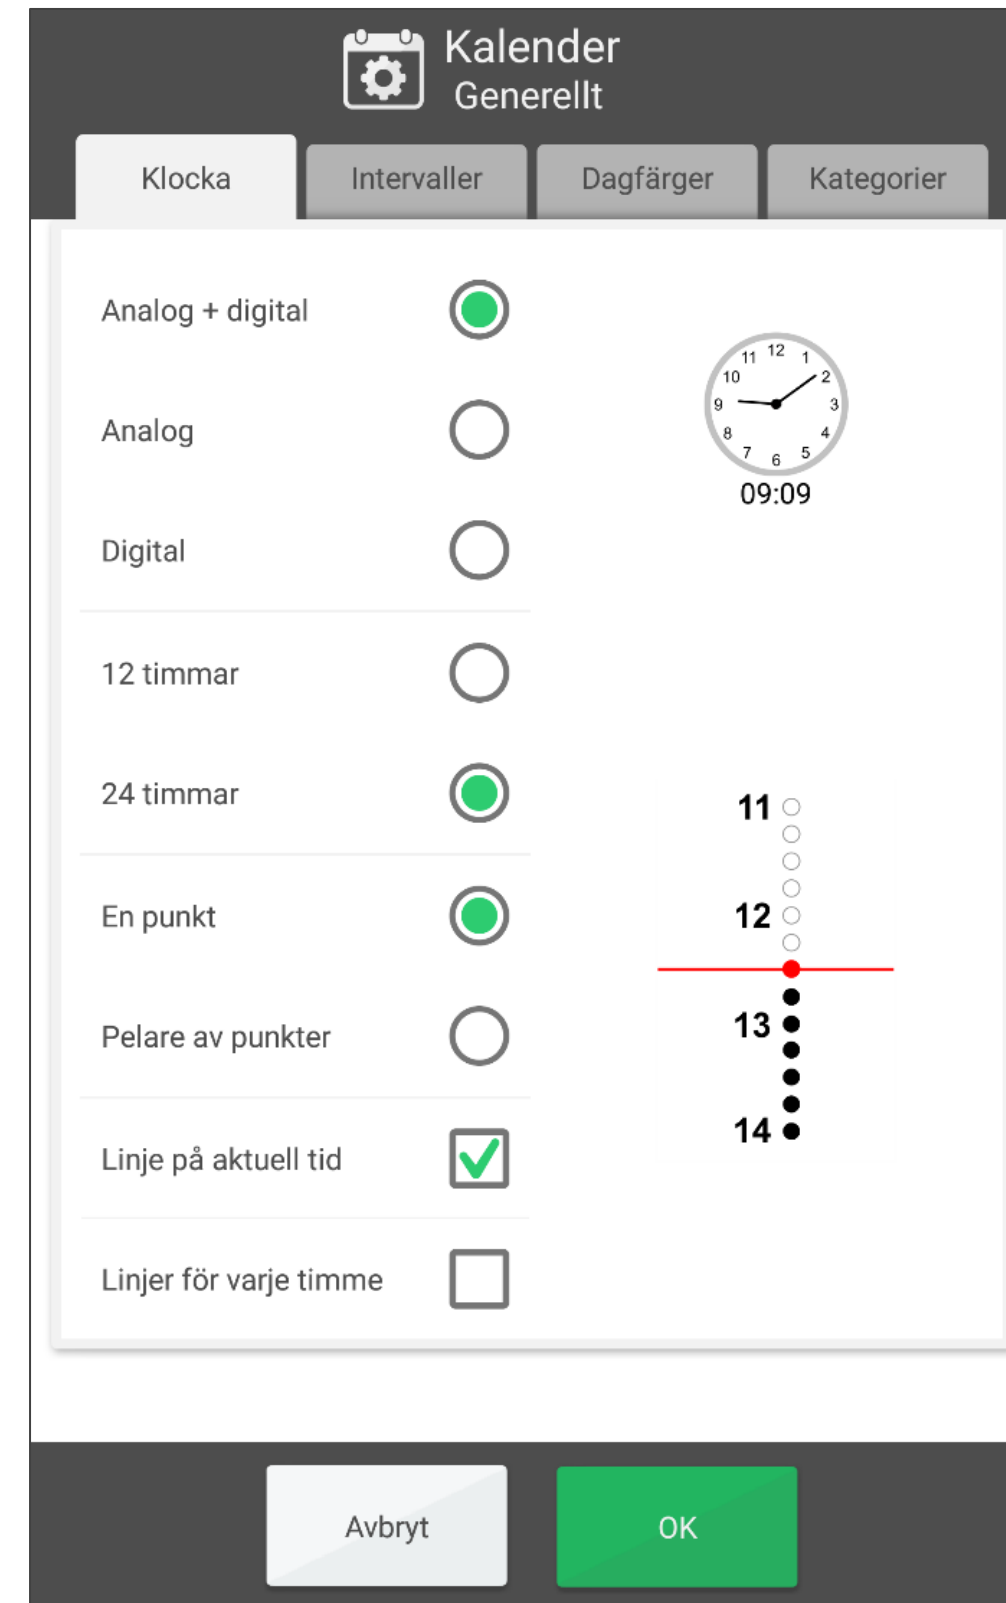 Kalender
Generellt
Klocka Intervaller Dagfärger Kategorier
Analog + digital
Analog
Digital
12 timmar
24 timmar
En punkt
Pelare av punkter
Linje på aktuell tid
Linjer för varje timme
12
1
2
3
4
5
6
7
8
9
10
11
09:09
11
12
13
14
Avbryt OK